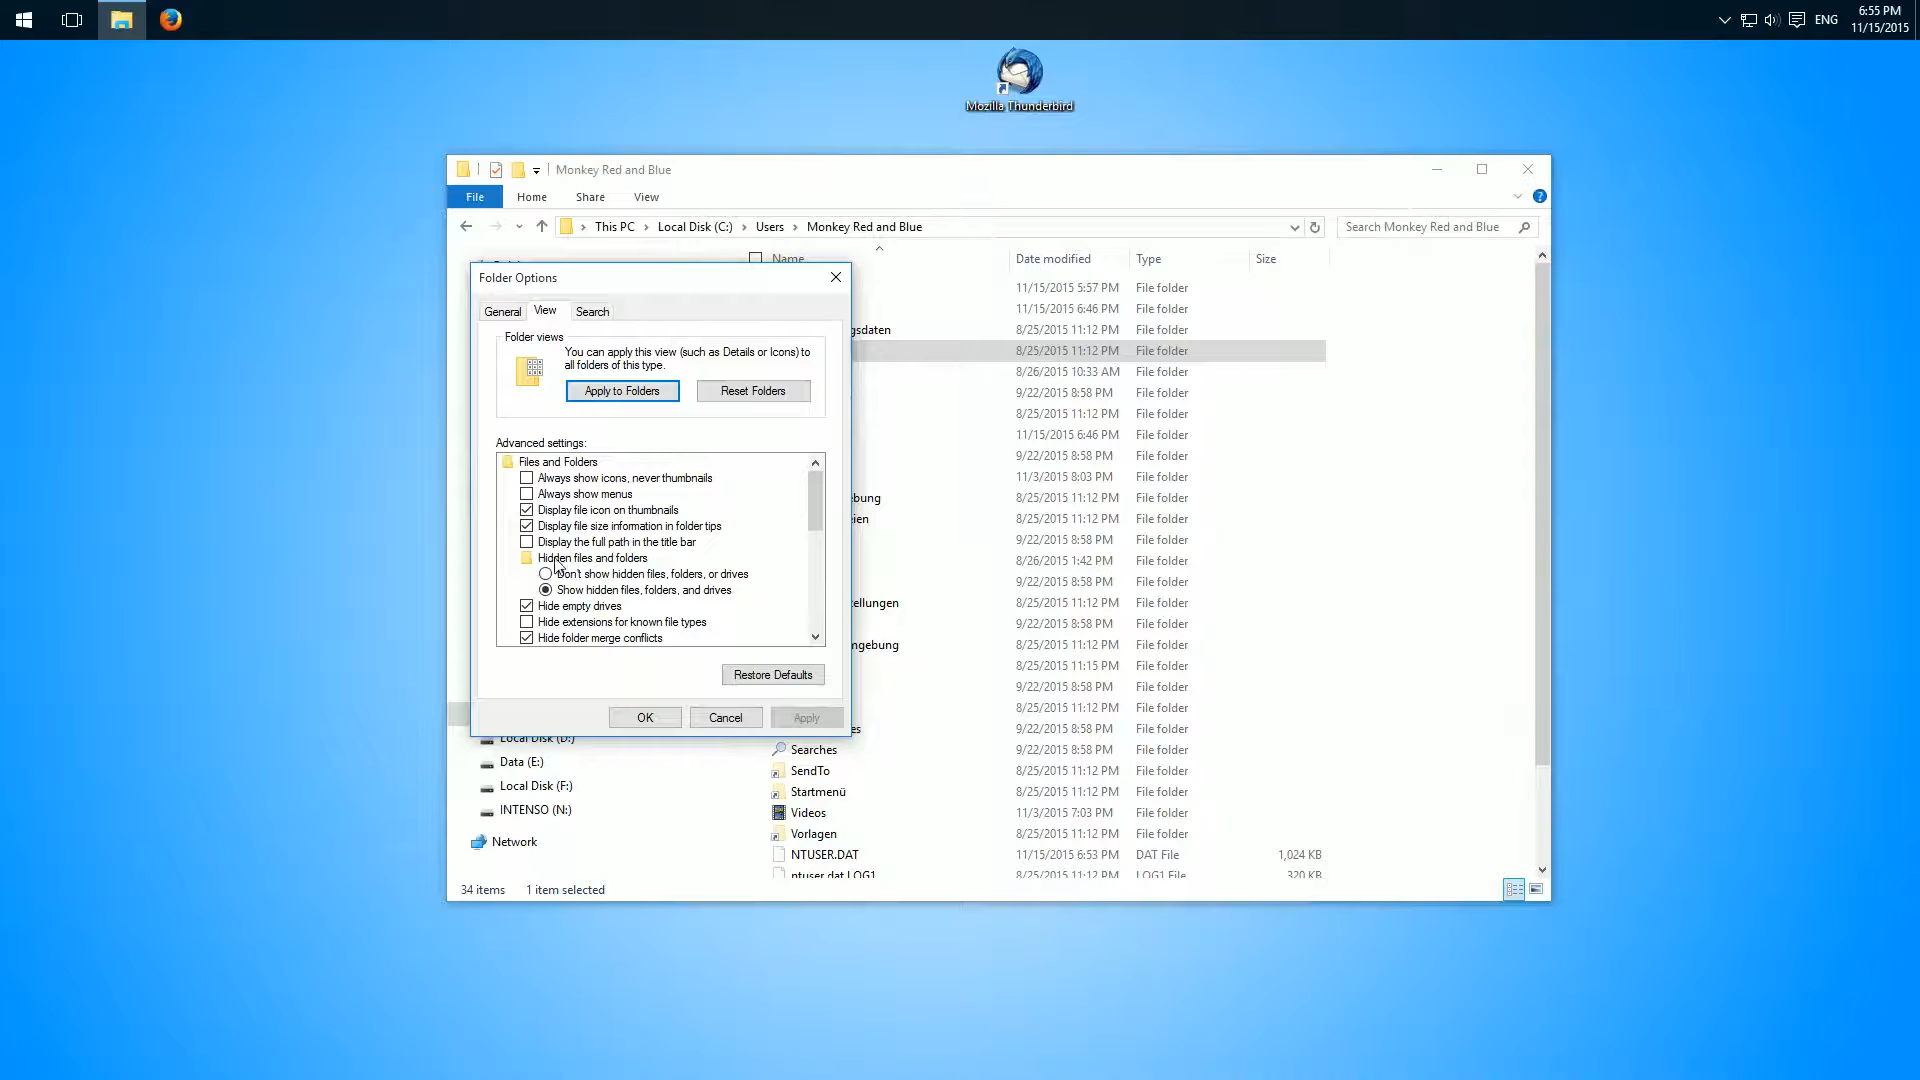 ENG
6:55 PM
11/15/2015
Mozilla Thunderbird
Monkey Red and Blue
File Home Share View
This PC Local Disk (C:) Users Monkey Red and Blue
Search Monkey Red and Blue
Name Date modified Type Size
11/15/2015 5:57 PM File folder
11/15/2015 6:46 PM File folder
gsdaten 8/25/2015 11:12 PM File folder
8/25/2015 11:12 PM File folder
8/26/2015 10:33 AM File folder
9/22/2015 8:58 PM File folder
8/25/2015 11:12 PM File folder
11/15/2015 6:46 PM File folder
9/22/2015 8:58 PM File folder
11/3/2015 8:03 PM File folder
ebung 8/25/2015 11:12 PM File folder
ien 8/25/2015 11:12 PM File folder
9/22/2015 8:58 PM File folder
8/26/2015 1:42 PM File folder
9/22/2015 8:58 PM File folder
ellungen 8/25/2015 11:12 PM File folder
9/22/2015 8:58 PM File folder
ngebung 8/25/2015 11:12 PM File folder
8/25/2015 11:15 PM File folder
9/22/2015 8:58 PM File folder
8/25/2015 11:12 PM File folder
es 9/22/2015 8:58 PM File folder
Searches 9/22/2015 8:58 PM File folder
SendTo 8/25/2015 11:12 PM File folder
Startmenü 8/25/2015 11:12 PM File folder
Videos 11/3/2015 7:03 PM File folder
Vorlagen 8/25/2015 11:12 PM File folder
NTUSER.DAT 11/15/2015 6:53 PM DAT File 1,024 KB
ntuser.dat.LOG1 8/25/2015 11:12 PM LOG1 File 320 KB
Folder Options
General View Search
Folder views
You can apply this view (such as Details or Icons) to
all folders of this type.
Apply to Folders Reset Folders
Advanced settings:
Files and Folders
Always show icons, never thumbnails
Always show menus
Display file icon on thumbnails
Display file size information in folder tips
Display the full path in the title bar
Hidden files and folders
Don't show hidden files, folders, or drives
Show hidden files, folders, and drives
Hide empty drives
Hide extensions for known file types
Hide folder merge conflicts
Restore Defaults
OK Cancel Apply
Local Disk (D:)
Data (E:)
Local Disk (F:)
INTENSO (N:)
Network
34 items 1 item selected